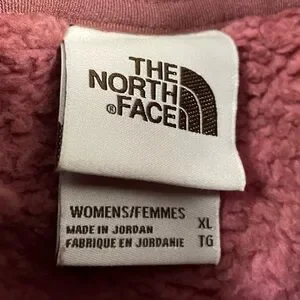 THE
NORTH
®FACE
WOMENS/FEMMES XL
MADE IN JORDAN
FABRIQUE EN JORDANIE TG